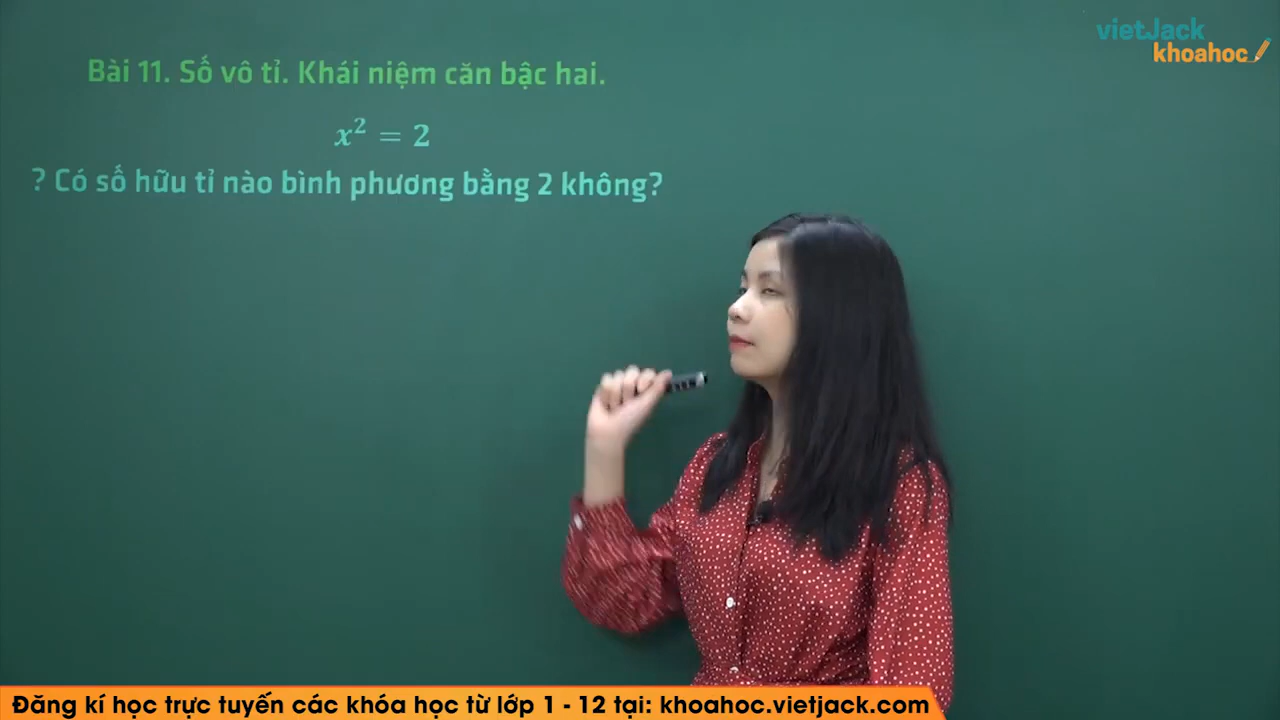 vietJack
khoahoc
Bài 11. Số vô tỉ. Khái niệm căn bậc hai.
x² = 2
? Có số hữu tỉ nào bình phương bằng 2 không?
Đăng kí học trực tuyến các khóa học từ lớp 1 - 12 tại: khoahoc.vietjack.com